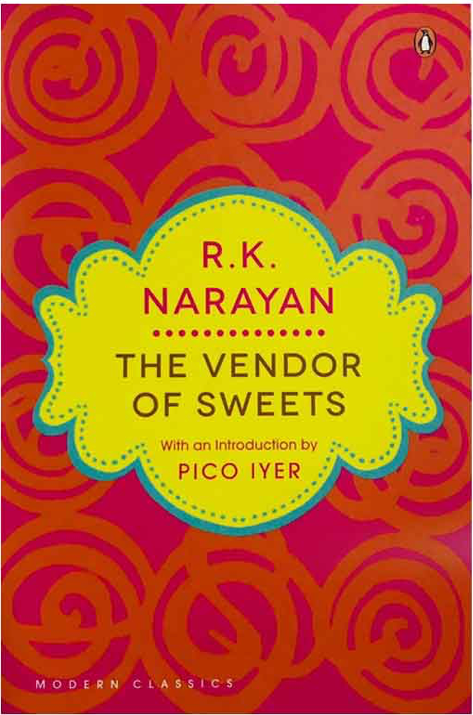 R.K.
NARAYAN
THE VENDOR
OF SWEETS
With an Introduction by
PICO IYER
MODERN CLASSICS